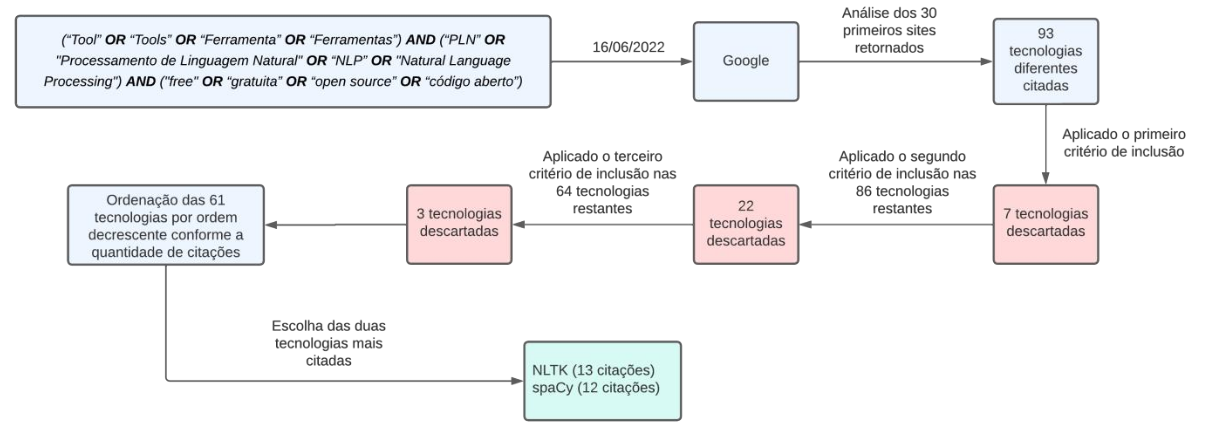 (“Tool” OR “Tools” OR “Ferramenta” OR “Ferramentas”) AND (“PLN” OR
"Processamento de Linguagem Natural" OR “NLP” OR "Natural Language
Processing") AND ("free" OR “gratuita” OR “open source” OR “código aberto”)
16/06/2022
Google
Análise dos 30
primeiros sites
retornados
93
tecnologias
diferentes
citadas
Aplicado o primeiro
critério de inclusão
7 tecnologias
descartadas
Aplicado o segundo
critério de inclusão nas
86 tecnologias
restantes
22
tecnologias
descartadas
Aplicado o terceiro
critério de inclusão nas
64 tecnologias
restantes
3 tecnologias
descartadas
Ordenação das 61
tecnologias por ordem
decrescente conforme a
quantidade de citações
Escolha das duas
tecnologias mais
citadas
NLTK (13 citações)
spaCy (12 citações)